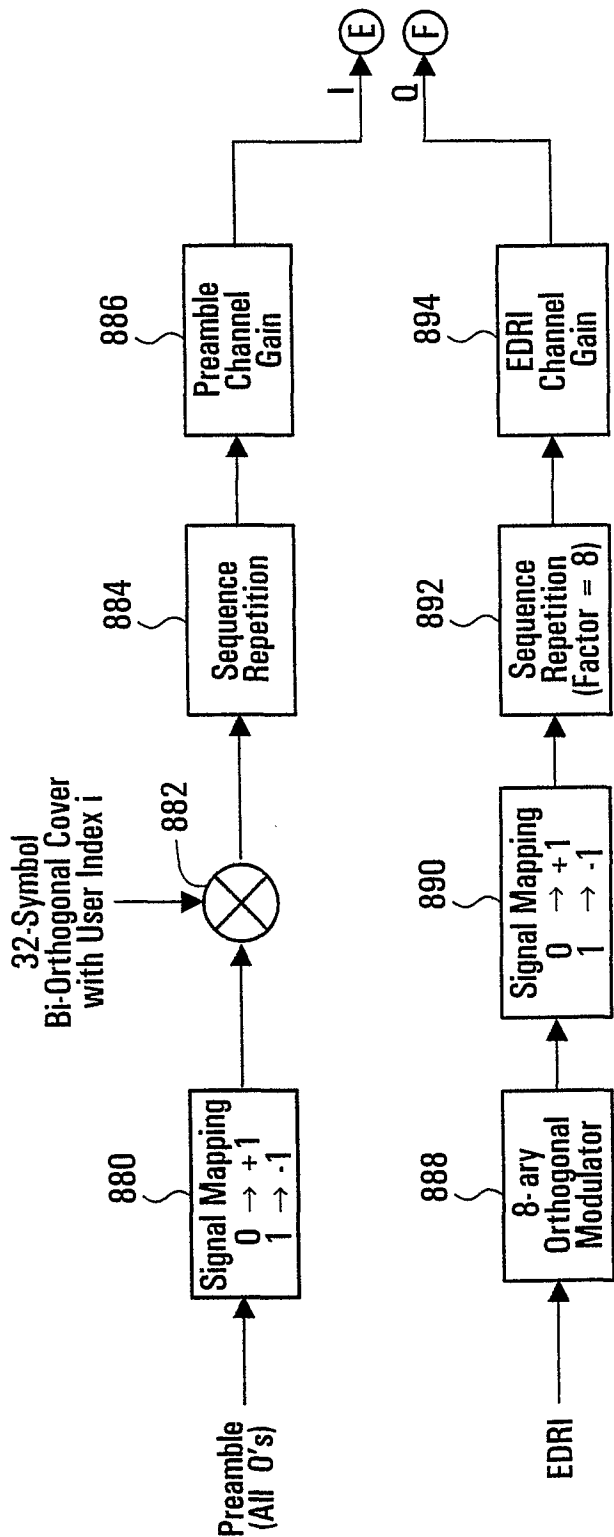 Preamble
(All 0's)
880
Signal Mapping
0 → +1
1 → -1
32-Symbol
Bi-Orthogonal Cover
with User Index i
882
884
Sequence
Repetition
886
Preamble
Channel
Gain
I
E
EDRI
888
8-ary
Orthogonal
Modulator
890
Signal Mapping
0 → +1
1 → -1
892
Sequence
Repetition
(Factor = 8)
894
EDRI
Channel
Gain
Q
F